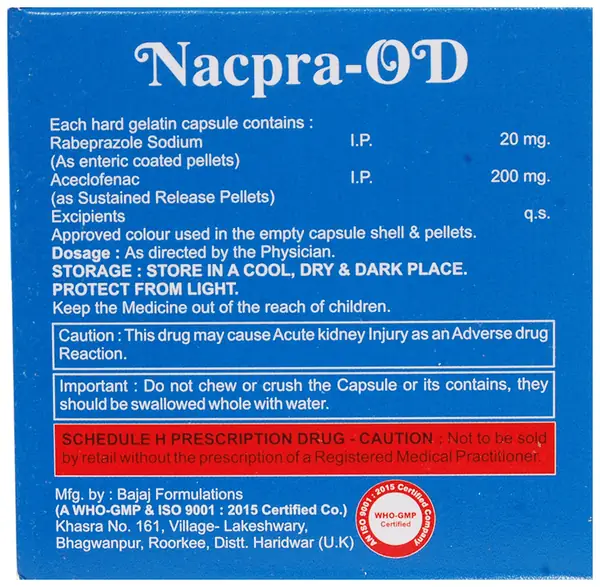 Nacpra-OD
Each hard gelatin capsule contains :
Rabeprazole Sodium I.P. 20 mg.
(As enteric coated pellets)
Aceclofenac I.P. 200 mg.
(as Sustained Release Pellets)
Excipients q.s.
Approved colour used in the empty capsule shell & pellets.
Dosage : As directed by the Physician.
STORAGE : STORE IN A COOL, DRY & DARK PLACE.
PROTECT FROM LIGHT.
Keep the Medicine out of the reach of children.
Caution : This drug may cause Acute kidney Injury as an Adverse drug
Reaction.
Important : Do not chew or crush the Capsule or its contains, they
should be swallowed whole with water.
SCHEDULE H PRESCRIPTION DRUG - CAUTION : Not to be sold
by retail without the prescription of a Registered Medical Practitioner.
Mfg. by : Bajaj Formulations
(A WHO-GMP & ISO 9001 : 2015 Certified Co.)
Khasra No. 161, Village- Lakeshwary,
Bhagwanpur, Roorkee, Distt. Haridwar (U.K)
AN ISO 9001 : 2015 Certified Company
WHO-GMP
Certified